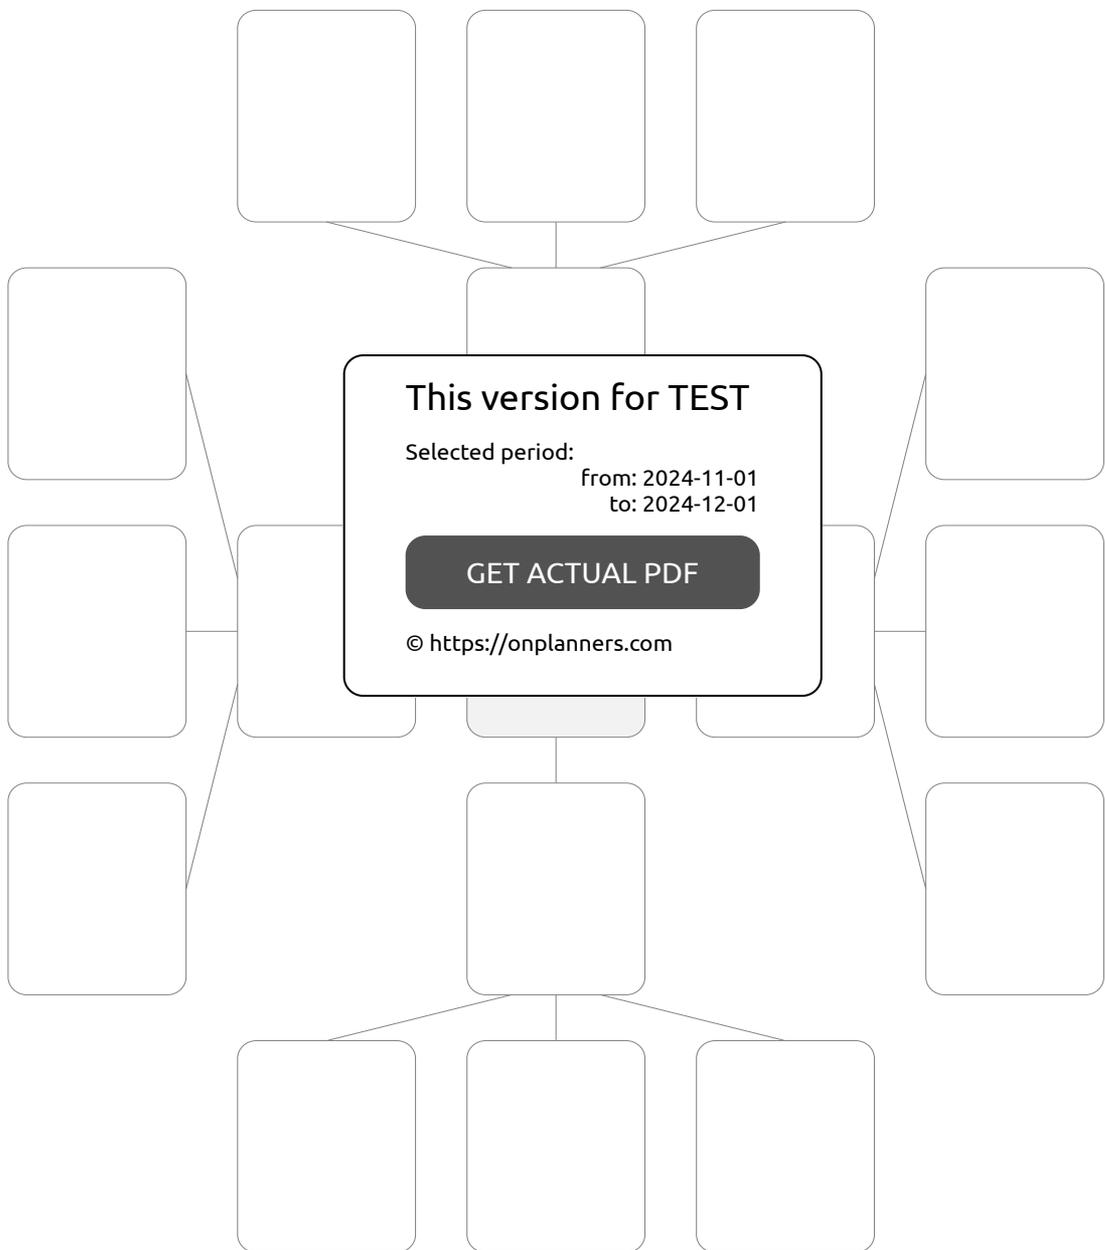 This version for TEST
Selected period:
from: 2024-11-01
to: 2024-12-01
GET ACTUAL PDF
© https://onplanners.com